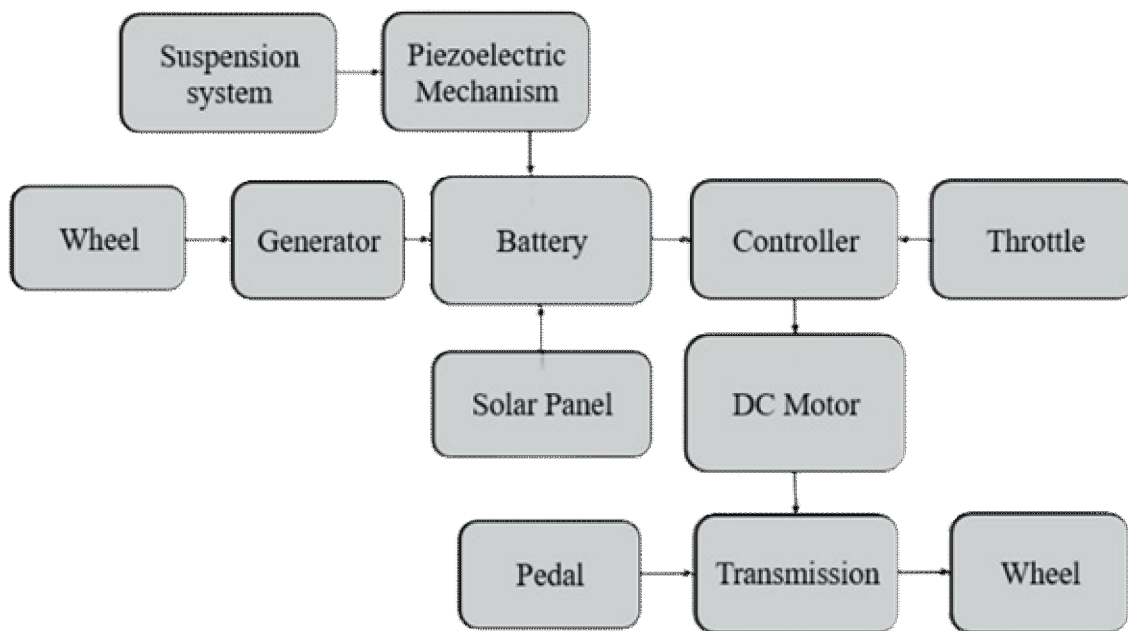 Suspension
system
Piezoelectric
Mechanism
Wheel
Generator
Battery
Controller
Throttle
Solar Panel
DC Motor
Pedal
Transmission
Wheel